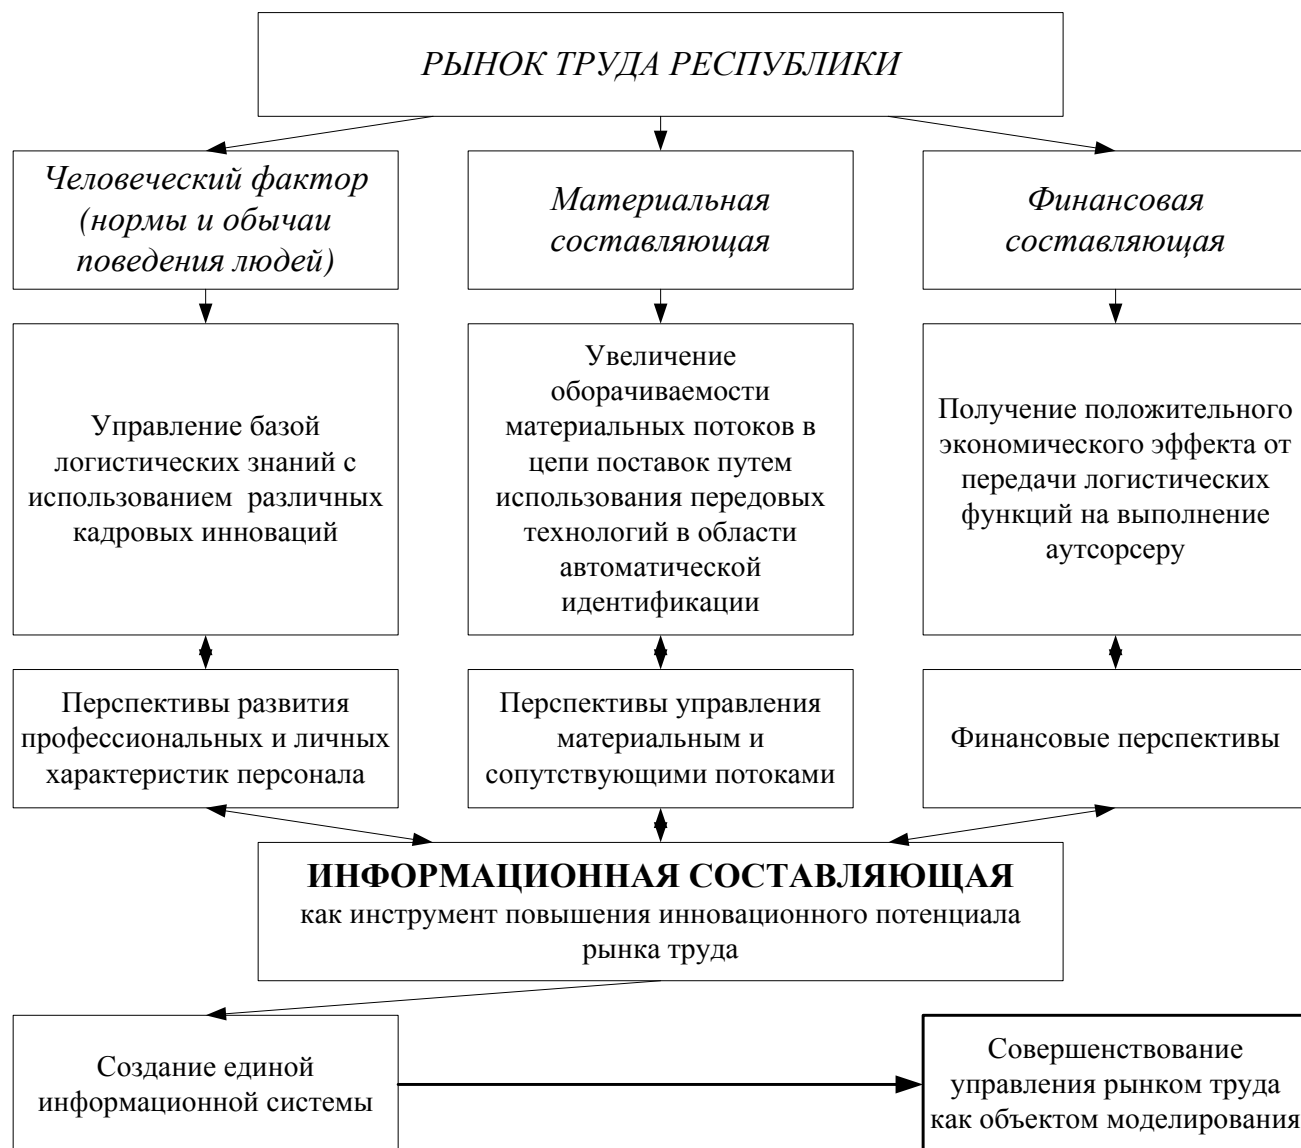 РЫНОК ТРУДА РЕСПУБЛИКИ
Человеческий фактор
(нормы и обычаи
поведения людей)
Материальная
составляющая
Финансовая
составляющая
Управление базой
логистических знаний с
использованием различных
кадровых инноваций
Увеличение
оборачиваемости
материальных потоков в
цепи поставок путем
использования передовых
технологий в области
автоматической
идентификации
Получение положительного
экономического эффекта от
передачи логистических
функций на выполнение
аутсорсеру
Перспективы развития
профессиональных и личных
характеристик персонала
Перспективы управления
материальным и
сопутствующими потоками
Финансовые перспективы
ИНФОРМАЦИОННАЯ СОСТАВЛЯЮЩАЯ
как инструмент повышения инновационного потенциала
рынка труда
Создание единой
информационной системы
Совершенствование
управления рынком труда
как объектом моделирования